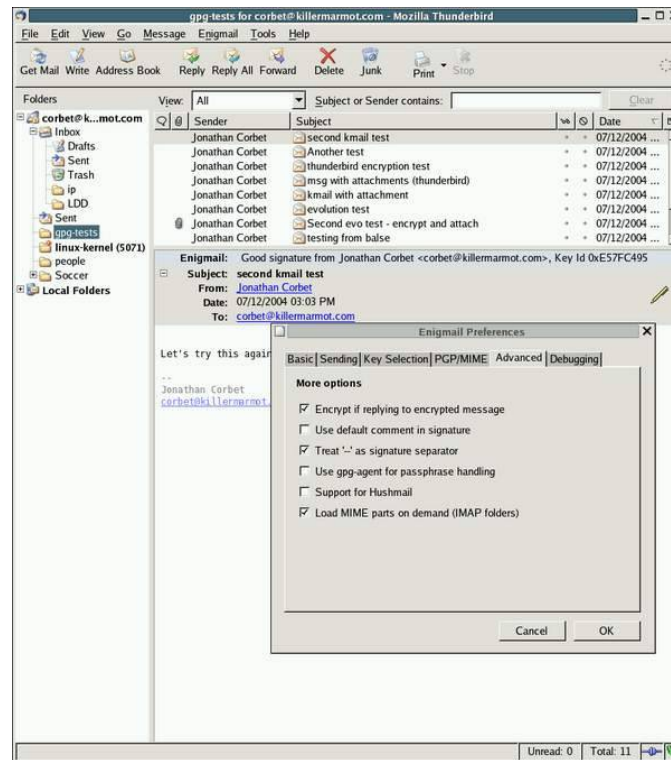 gpg-tests for corbet@killermarmot.com - Mozilla Thunderbird
File Edit View Go Message Enigmail Tools Help
Get Mail Write Address Book Reply Reply All Forward Delete Junk Print Stop
Folders
corbet@k...mot.com
Inbox
Drafts
Sent
Trash
ip
LDD
Sent
gpg-tests
linux-kernel (5071)
people
Soccer
Local Folders
View: All Subject or Sender contains: Clear
Sender Subject Date
Jonathan Corbet second kmail test 07/12/2004 ...
Jonathan Corbet Another test 07/12/2004 ...
Jonathan Corbet thunderbird encryption test 07/12/2004 ...
Jonathan Corbet msg with attachments (thunderbird) 07/12/2004 ...
Jonathan Corbet kmail with attachment 07/12/2004 ...
Jonathan Corbet evolution test 07/12/2004 ...
Jonathan Corbet Second evo test - encrypt and attach 07/12/2004 ...
Jonathan Corbet testing from balse 07/12/2004 ...
Enigmail: Good signature from Jonathan Corbet <corbet@killermarmot.com>, Key Id 0xE57FC495
Subject: second kmail test
From: Jonathan Corbet
Date: 07/12/2004 03:03 PM
To: corbet@killermarmot.com
Let's try this again
--
Jonathan Corbet
corbet@killermarmot.
Enigmail Preferences
Basic Sending Key Selection PGP/MIME Advanced Debugging
More options
Encrypt if replying to encrypted message
Use default comment in signature
Treat '--' as signature separator
Use gpg-agent for passphrase handling
Support for Hushmail
Load MIME parts on demand (IMAP folders)
Cancel OK
Unread: 0 Total: 11